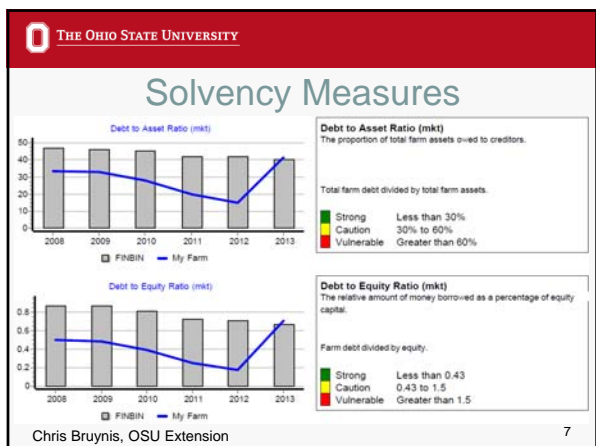 THE OHIO STATE UNIVERSITY
Solvency Measures
Debt to Asset Ratio (mkt)
50
40
30
20
10
0
2008 2009 2010 2011 2012 2013
FINBIN My Farm
Debt to Asset Ratio (mkt)
The proportion of total farm assets owed to creditors.
Total farm debt divided by total farm assets.
Strong Less than 30%
Caution 30% to 60%
Vulnerable Greater than 60%
Debt to Equity Ratio (mkt)
0.8
0.6
0.4
0.2
0
2008 2009 2010 2011 2012 2013
FINBIN My Farm
Debt to Equity Ratio (mkt)
The relative amount of money borrowed as a percentage of equity
capital.
Farm debt divided by equity.
Strong Less than 0.43
Caution 0.43 to 1.5
Vulnerable Greater than 1.5
Chris Bruynis, OSU Extension 7